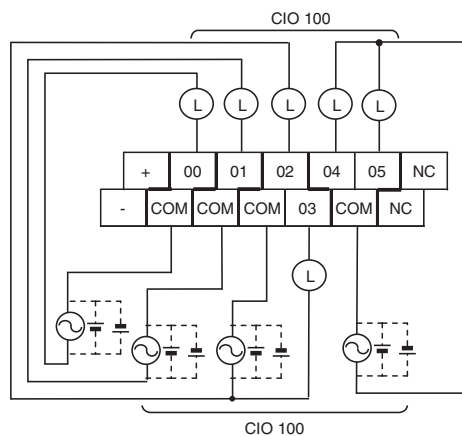 CIO 100
L L L L L
+ 00 01 02 04 05 NC
- COM COM COM 03 COM NC
L
CIO 100